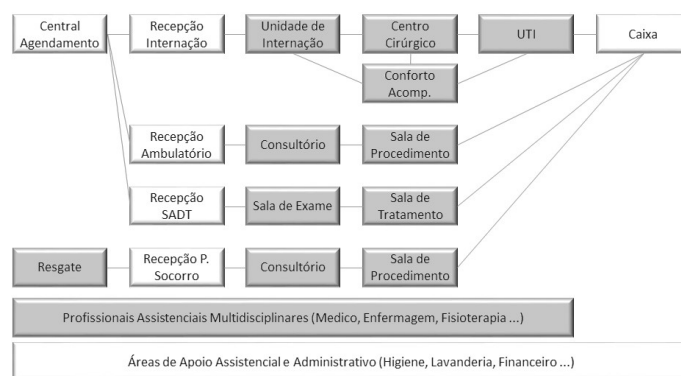 Central
Agendamento
Recepção
Internação
Unidade de
Internação
Centro
Cirúrgico
UTI
Caixa
Conforto
Acomp.
Recepção
Ambulatório
Consultório
Sala de
Procedimento
Recepção
SADT
Sala de Exame
Sala de
Tratamento
Resgate
Recepção P.
Socorro
Consultório
Sala de
Procedimento
Profissionais Assistenciais Multidisciplinares (Medico, Enfermagem, Fisioterapia ...)
Áreas de Apoio Assistencial e Administrativo (Higiene, Lavanderia, Financeiro ...)